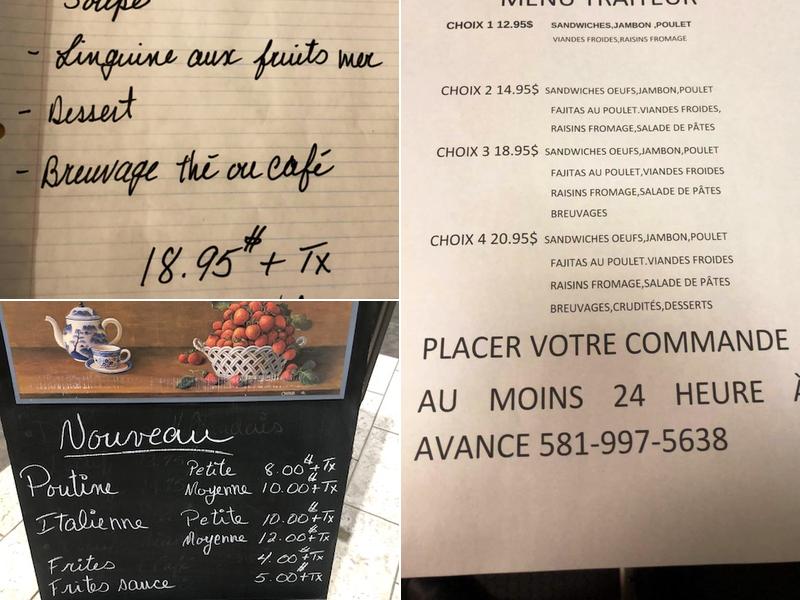 Soupe
- Linguine aux fruits mer
- Dessert
- Breuvage thé ou café
18.95$ + Tx
MENU TRAITEUR
CHOIX 1 12.95$ SANDWICHES,JAMBON ,POULET
VIANDES FROIDES,RAISINS FROMAGE
CHOIX 2 14.95$ SANDWICHES OEUFS,JAMBON,POULET
FAJITAS AU POULET.VIANDES FROIDES,
RAISINS FROMAGE,SALADE DE PÂTES
CHOIX 3 18.95$ SANDWICHES OEUFS,JAMBON,POULET
FAJITAS AU POULET,VIANDES FROIDES
RAISINS FROMAGE,SALADE DE PÂTES
BREUVAGES
CHOIX 4 20.95$ SANDWICHES OEUFS,JAMBON,POULET
FAJITAS AU POULET.VIANDES FROIDES
RAISINS FROMAGE,SALADE DE PÂTES
BREUVAGES,CRUDITÉS,DESSERTS
PLACER VOTRE COMMANDE
AU MOINS 24 HEURE À
AVANCE 581-997-5638
Nouveau
Poutine Petite 8.00$+Tx
Moyenne 10.00$+Tx
Italienne Petite 10.00$+Tx
Moyenne 12.00$+Tx
Frites 4.00$+Tx
Frites sauce 5.00$+Tx